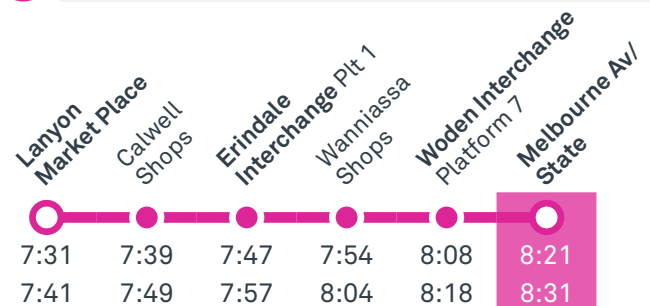 Lanyon
Market Place
Calwell
Shops
Erindale
Interchange Plt 1
Wanniassa
Shops
Woden Interchange
Platform 7
Melbourne Av/
State
7:31 7:39 7:47 7:54 8:08 8:21
7:41 7:49 7:57 8:04 8:18 8:31